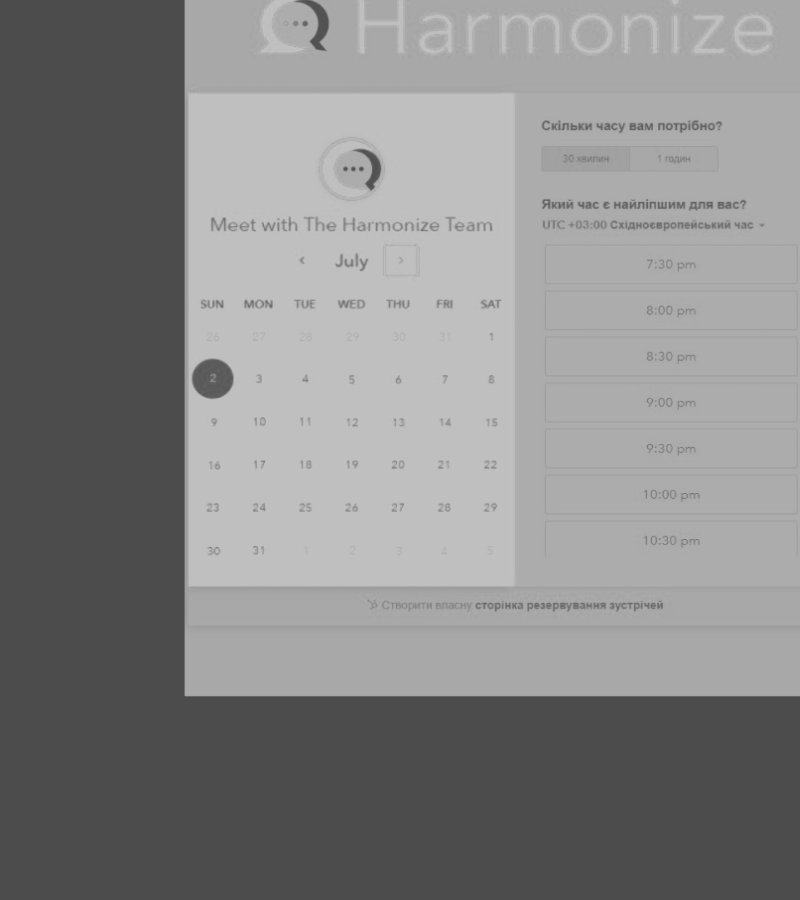 Harmonize
Meet with The Harmonize Team
July
SUN MON TUE WED THU FRI SAT
26 27 28 29 30 31 1
2 3 4 5 6 7 8
9 10 11 12 13 14 15
16 17 18 19 20 21 22
23 24 25 26 27 28 29
30 31 1 2 3 4 5
Скільки часу вам потрібно?
30 хвилин 1 годин
Який час є найліпшим для вас?
UTC +03:00 Східноєвропейський час
7:30 pm
8:00 pm
8:30 pm
9:00 pm
9:30 pm
10:00 pm
10:30 pm
Створити власну сторінка резервування зустрічей